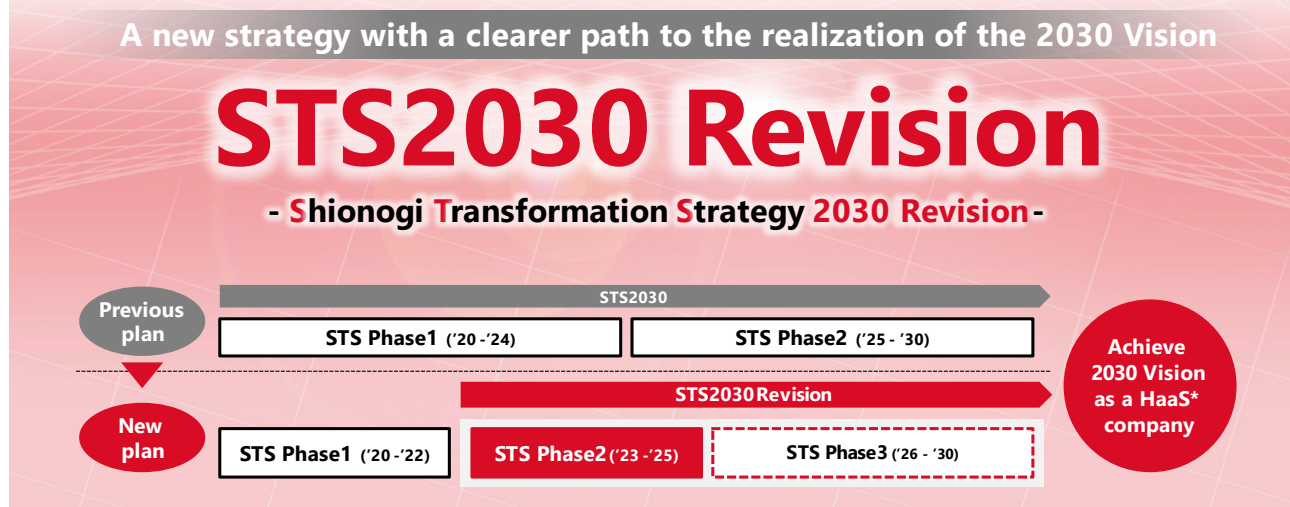 A new strategy with a clearer path to the realization of the 2030 Vision
STS2030 Revision
- Shionogi Transformation Strategy 2030 Revision -
Previous
plan
STS2030
STS Phase1 ('20 -'24)
STS Phase2 ('25 - '30)
Achieve
2030 Vision
as a HaaS*
company
STS2030 Revision
New
plan
STS Phase1 ('20 -'22)
STS Phase2 ('23 -'25)
STS Phase3 ('26 - '30)